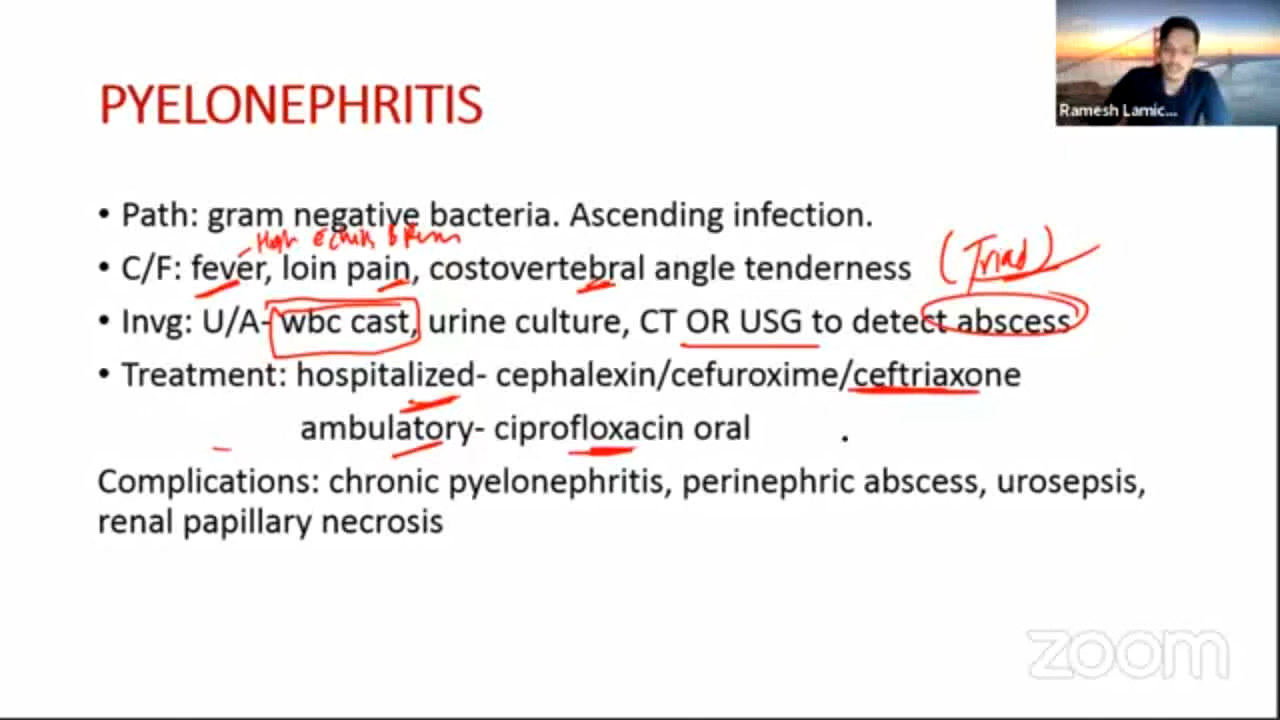 PYELONEPHRITIS
Ramesh Lamic...
• Path: gram negative bacteria. Ascending infection.
High
• C/F: fever, loin pain, costovertebral angle tenderness (Triad)
• Invg: U/A- wbc cast, urine culture, CT OR USG to detect abscess
• Treatment: hospitalized- cephalexin/cefuroxime/ceftriaxone
ambulatory- ciprofloxacin oral .
Complications: chronic pyelonephritis, perinephric abscess, urosepsis,
renal papillary necrosis
zoom